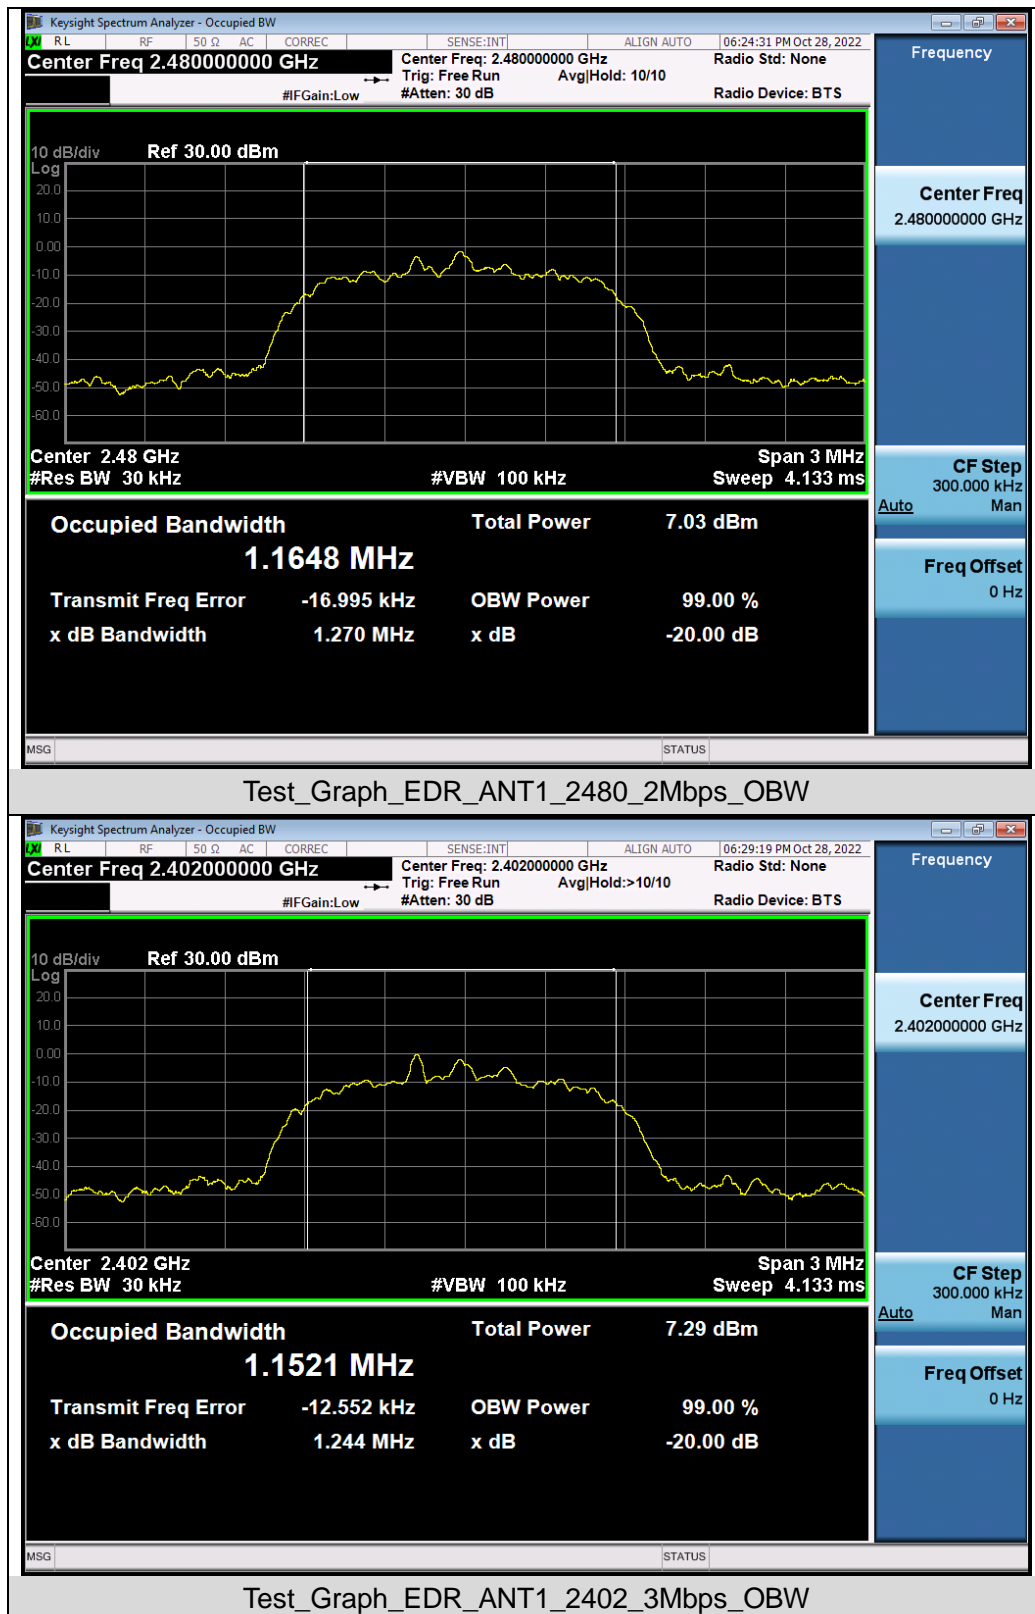 Keysight Spectrum Analyzer - Occupied BW
LXI RL RF 50 Ω AC CORREC SENSE:INT ALIGN AUTO 06:24:31 PM Oct 28, 2022
Center Freq 2.480000000 GHz
Center Freq: 2.480000000 GHz Radio Std: None
Trig: Free Run Avg|Hold: 10/10
#IFGain:Low #Atten: 30 dB Radio Device: BTS
Frequency
10 dB/div Ref 30.00 dBm
Log
20.0
10.0
0.00
-10.0
-20.0
-30.0
-40.0
-50.0
-60.0
Center 2.48 GHz Span 3 MHz
#Res BW 30 kHz #VBW 100 kHz Sweep 4.133 ms
Center Freq
2.480000000 GHz
CF Step
300.000 kHz
Auto Man
Freq Offset
0 Hz
Occupied Bandwidth Total Power 7.03 dBm
1.1648 MHz
Transmit Freq Error -16.995 kHz OBW Power 99.00 %
x dB Bandwidth 1.270 MHz x dB -20.00 dB
MSG STATUS
Test_Graph_EDR_ANT1_2480_2Mbps_OBW
Keysight Spectrum Analyzer - Occupied BW
LXI RL RF 50 Ω AC CORREC SENSE:INT ALIGN AUTO 06:29:19 PM Oct 28, 2022
Center Freq 2.402000000 GHz
Center Freq: 2.402000000 GHz Radio Std: None
Trig: Free Run Avg|Hold:>10/10
#IFGain:Low #Atten: 30 dB Radio Device: BTS
Frequency
10 dB/div Ref 30.00 dBm
Log
20.0
10.0
0.00
-10.0
-20.0
-30.0
-40.0
-50.0
-60.0
Center 2.402 GHz Span 3 MHz
#Res BW 30 kHz #VBW 100 kHz Sweep 4.133 ms
Center Freq
2.402000000 GHz
CF Step
300.000 kHz
Auto Man
Freq Offset
0 Hz
Occupied Bandwidth Total Power 7.29 dBm
1.1521 MHz
Transmit Freq Error -12.552 kHz OBW Power 99.00 %
x dB Bandwidth 1.244 MHz x dB -20.00 dB
MSG STATUS
Test_Graph_EDR_ANT1_2402_3Mbps_OBW